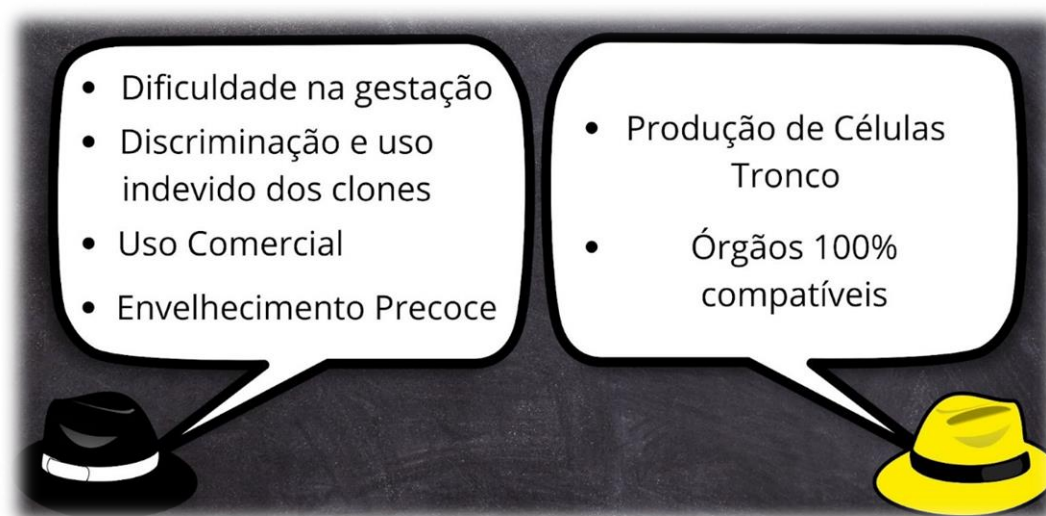 • Dificuldade na gestação
• Discriminação e uso
indevido dos clones
• Uso Comercial
• Envelhecimento Precoce
• Produção de Células
Tronco
• Órgãos 100%
compatíveis